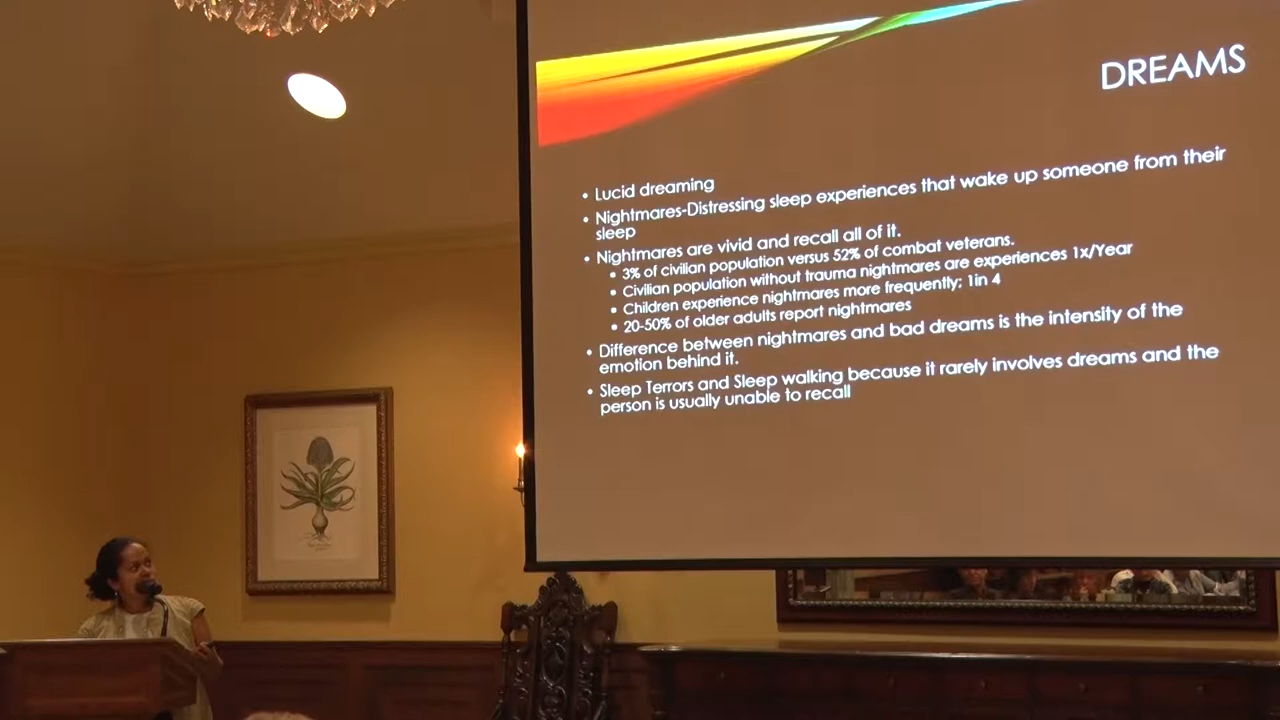 DREAMS
• Lucid dreaming
• Nightmares-Distressing sleep experiences that wake up someone from their
sleep
• Nightmares are vivid and recall all of it.
• 3% of civilian population versus 52% of combat veterans.
• Civilian population without trauma nightmares are experiences 1x/Year
• Children experience nightmares more frequently; 1in 4
• 20-50% of older adults report nightmares
• Difference between nightmares and bad dreams is the intensity of the
emotion behind it.
• Sleep Terrors and Sleep walking because it rarely involves dreams and the
person is usually unable to recall